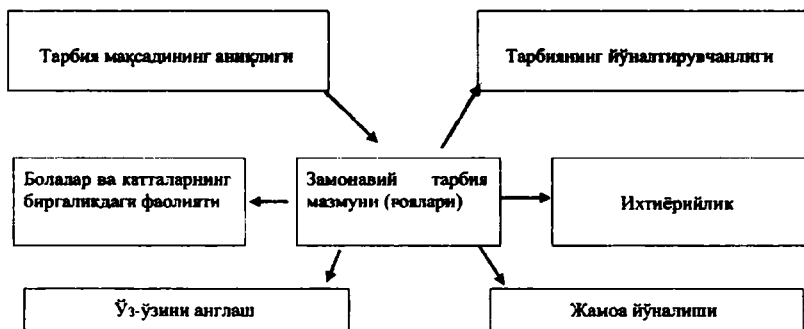 Тарбия мақсадининг аниқлиги
Тарбиянинг йўналтирувчанлиги
Болалар ва катталарнинг
биргаликдаги фаолияти
Замонавий тарбия
мазмуни (ғоялари)
Ихтиёрийлик
Ўз-ўзини англаш
Жамоа йўналиши